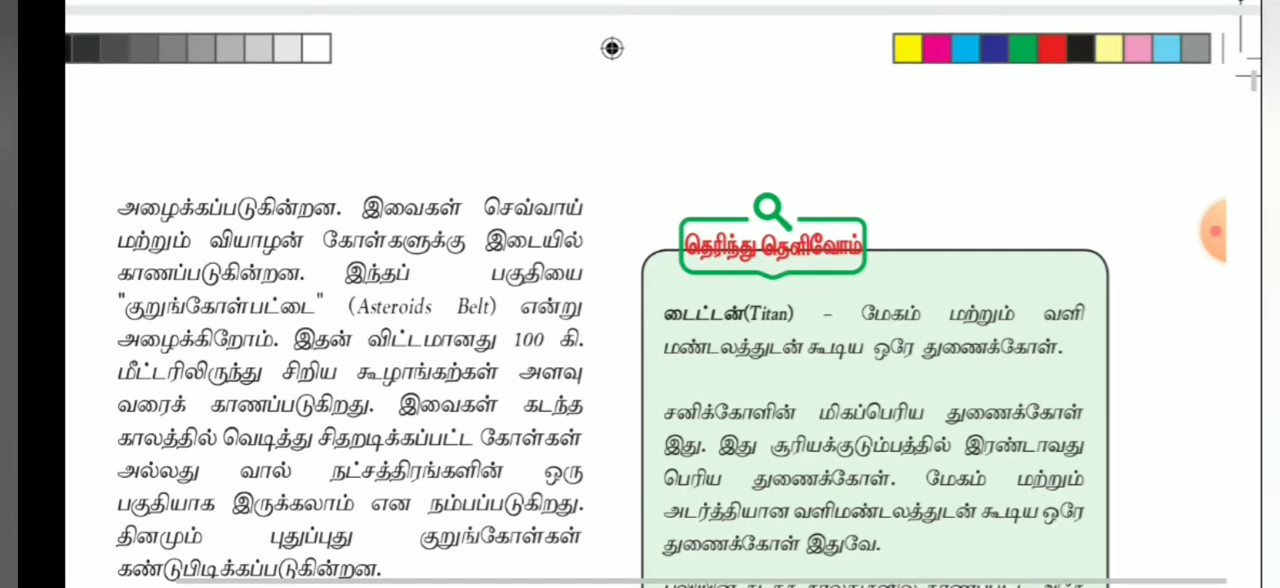 அழைக்கப்படுகின்றன. இவைகள் செவ்வாய்
மற்றும் வியாழன் கோள்களுக்கு இடையில்
காணப்படுகின்றன. இந்தப் பகுதியை
"குறுங்கோள்பட்டை" (Asteroids Belt) என்று
அழைக்கிறோம். இதன் விட்டமானது 100 கி.
மீட்டரிலிருந்து சிறிய கூழாங்கற்கள் அளவு
வரைக் காணப்படுகிறது. இவைகள் கடந்த
காலத்தில் வெடித்து சிதறடிக்கப்பட்ட கோள்கள்
அல்லது வால் நட்சத்திரங்களின் ஒரு
பகுதியாக இருக்கலாம் என நம்பப்படுகிறது.
தினமும் புதுப்புது குறுங்கோள்கள்
கண்டுபிடிக்கப்படுகின்றன.
தெரிந்து தெளிவோம்
டைட்டன்(Titan) – மேகம் மற்றும் வளி
மண்டலத்துடன் கூடிய ஒரே துணைக்கோள்.
சனிக்கோளின் மிகப்பெரிய துணைக்கோள்
இது. இது சூரியக்குடும்பத்தில் இரண்டாவது
பெரிய துணைக்கோள். மேகம் மற்றும்
அடர்த்தியான வளிமண்டலத்துடன் கூடிய ஒரே
துணைக்கோள் இதுவே.